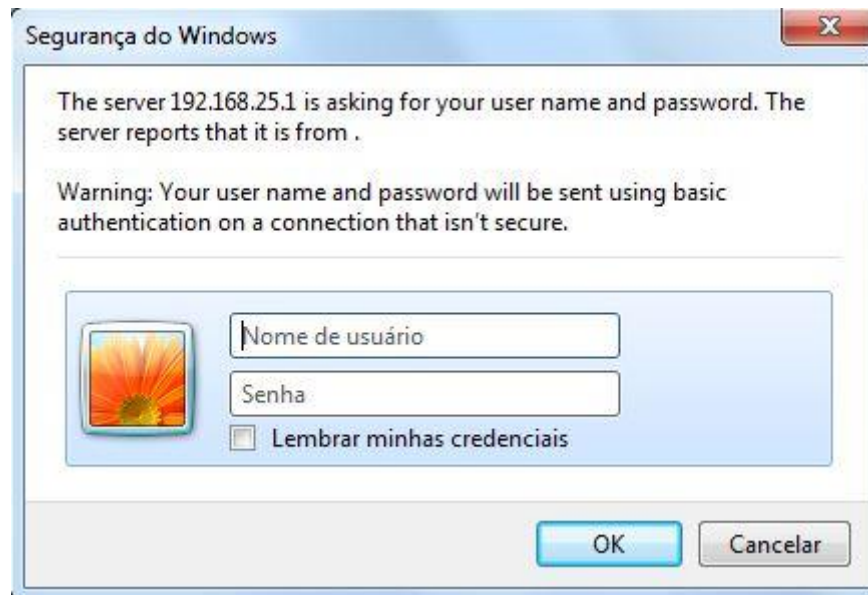 Segurança do Windows
The server 192.168.25.1 is asking for your user name and password. The
server reports that it is from .
Warning: Your user name and password will be sent using basic
authentication on a connection that isn't secure.
Nome de usuário
Senha
Lembrar minhas credenciais
OK
Cancelar